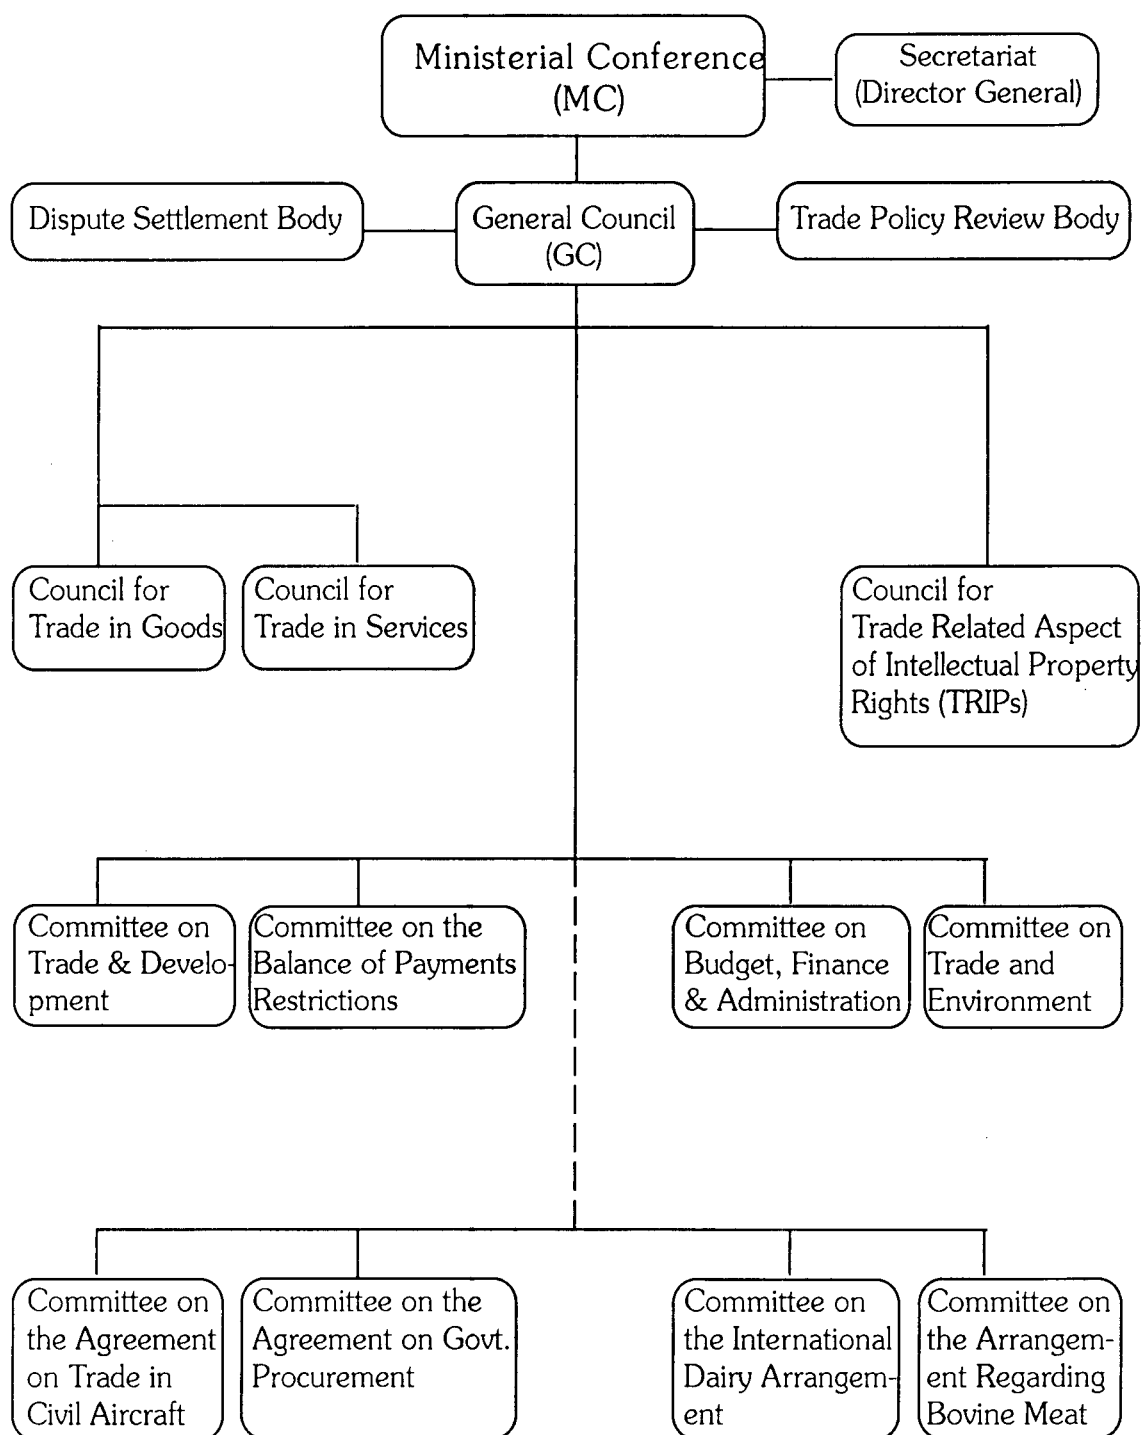 Ministerial Conference
(MC)
Secretariat
(Director General)
Dispute Settlement Body
General Council
(GC)
Trade Policy Review Body
Council for
Trade in Goods
Council for
Trade in Services
Council for
Trade Related Aspect
of Intellectual Property
Rights (TRIPs)
Committee on
Trade & Develo-
pment
Committee on the
Balance of Payments
Restrictions
Committee on
Budget, Finance
& Administration
Committee on
Trade and
Environment
Committee on
the Agreement
on Trade in
Civil Aircraft
Committee on the
Agreement on Govt.
Procurement
Committee on
the International
Dairy Arrangem-
ent
Committee on
the Arrangem-
ent Regarding
Bovine Meat